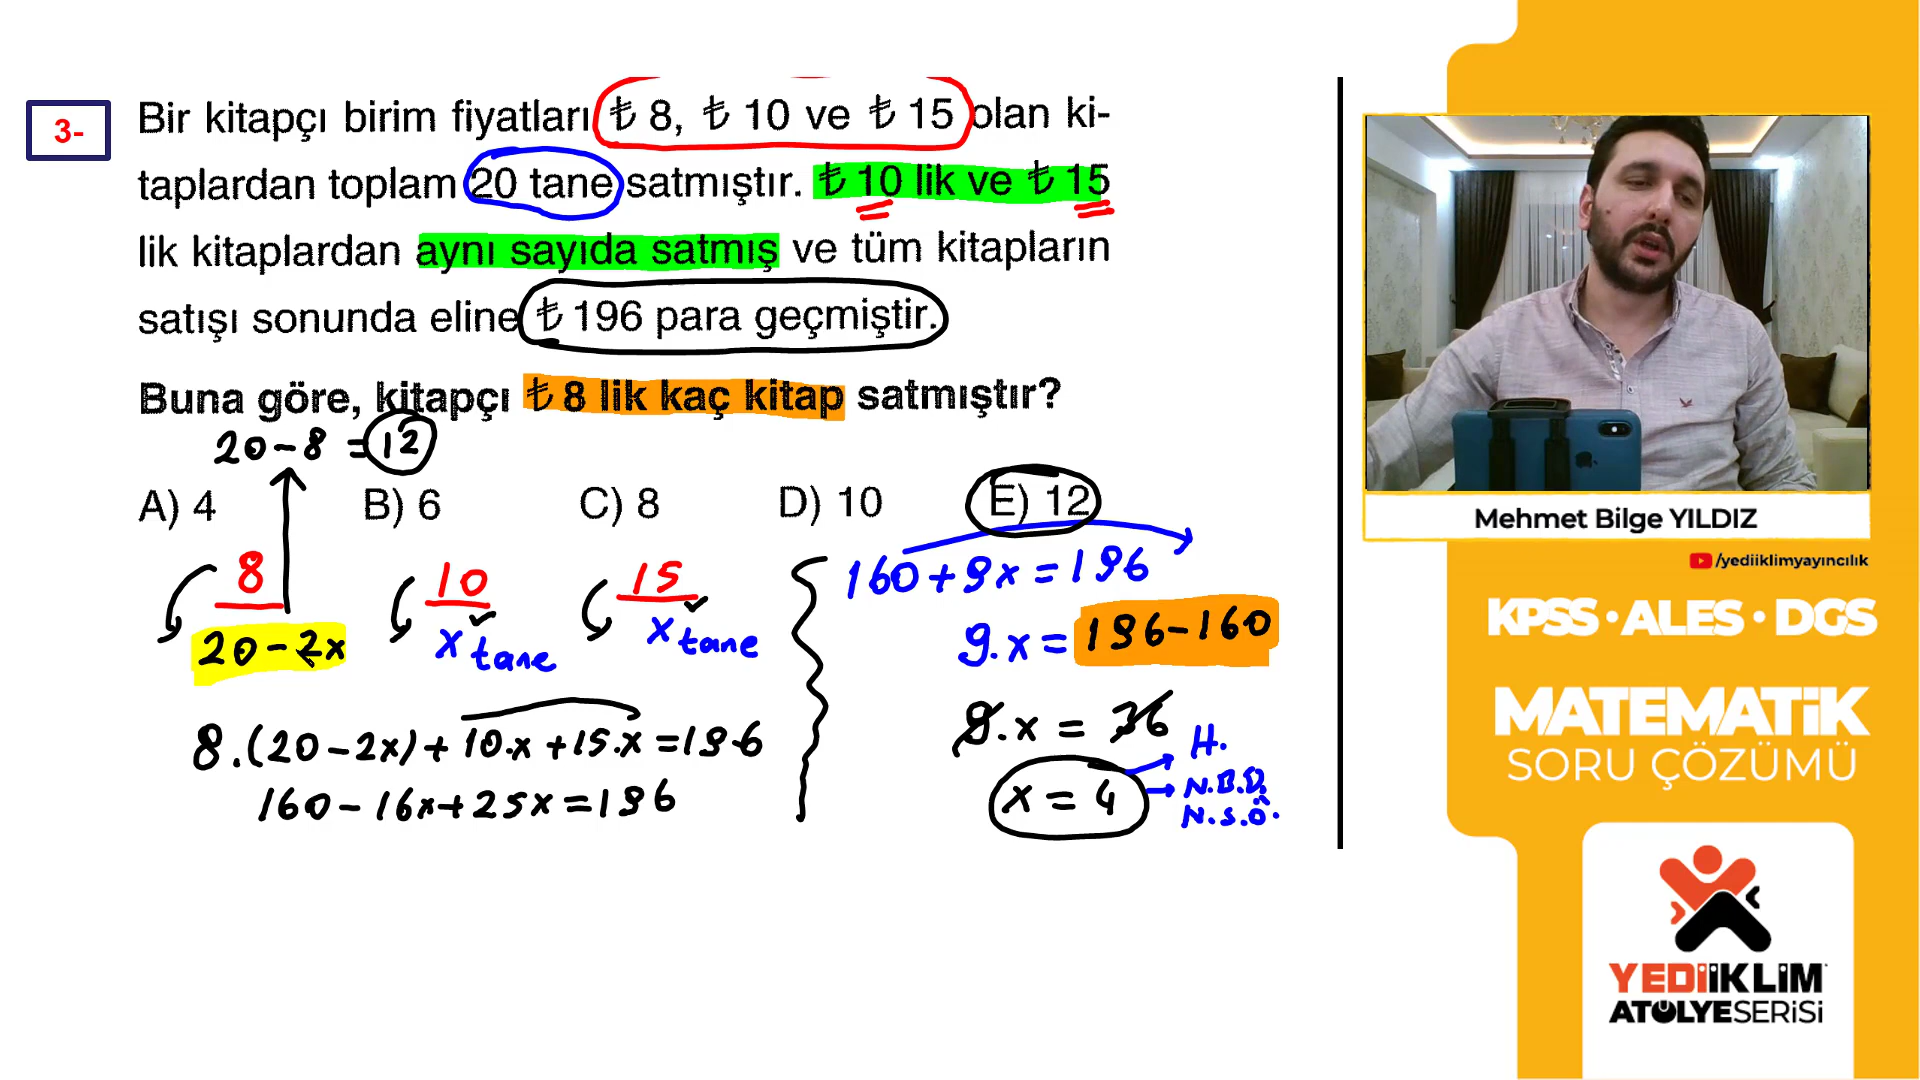 3-
Bir kitapçı birim fiyatları ₺ 8, ₺ 10 ve ₺ 15 olan ki-
taplardan toplam 20 tane satmıştır. ₺ 10 lik ve ₺ 15
lik kitaplardan aynı sayıda satmış ve tüm kitapların
satışı sonunda eline ₺ 196 para geçmiştir.
Buna göre, kitapçı ₺ 8 lik kaç kitap satmıştır?
20-8 = 12
A) 4 B) 6 C) 8 D) 10 E) 12
8 10 15
20-2x x tane x tane
8.(20-2x)+10.x+15.x=196
160-16x+25x=196
160+9x=196
9.x=196-160
9.x=36
x=4
H.
N.B.D.
N.S.Ö.
Mehmet Bilge YILDIZ
/yediiklimyayıncılık
KPSS • ALES • DGS
MATEMATİK
SORU ÇÖZÜMÜ
YEDİİKLİM
ATÖLYESERİSİ